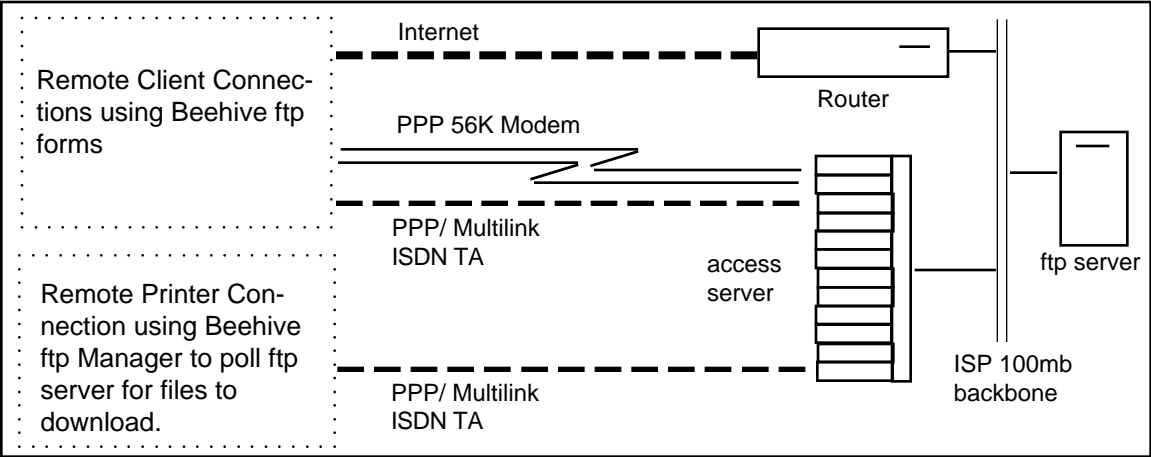 Remote Client Connec-
tions using Beehive ftp
forms
Internet
Router
PPP 56K Modem
PPP/ Multilink
ISDN TA
access
server
ftp server
Remote Printer Con-
nection using Beehive
ftp Manager to poll ftp
server for files to
download.
PPP/ Multilink
ISDN TA
ISP 100mb
backbone